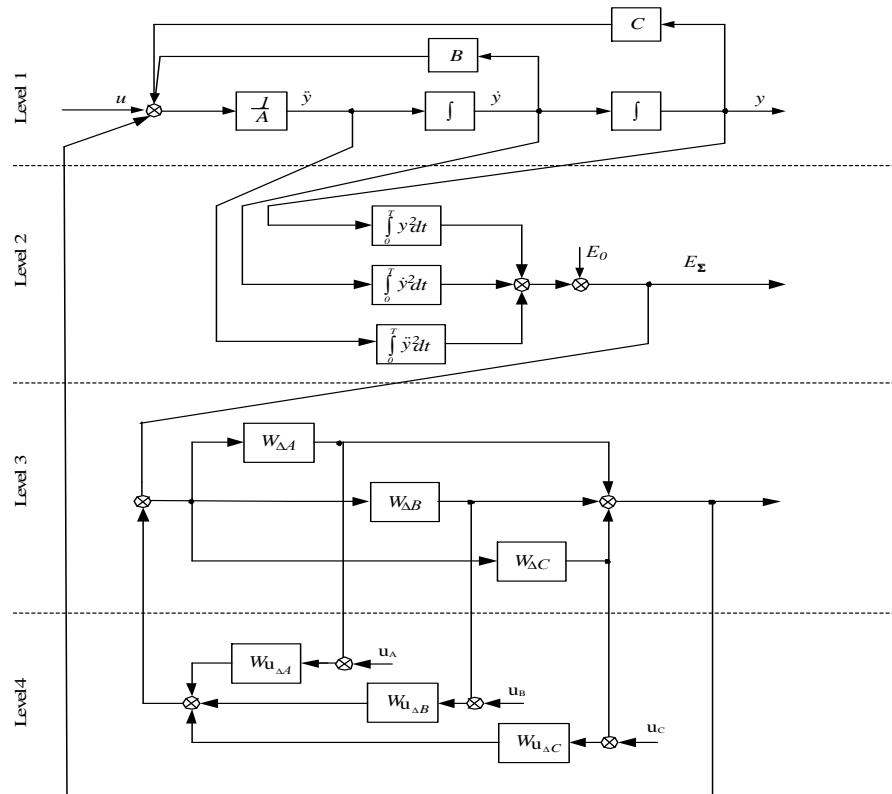 Level 1
C
B
u
1/A
ÿ
∫
ẏ
∫
y
Level 2
∫₀ᵀ y²dt
∫₀ᵀ ẏ²dt
∫₀ᵀ ÿ²dt
E₀
E_Σ
Level 3
W_ΔA
W_ΔB
W_ΔC
Level4
W_u_ΔA
u_A
W_u_ΔB
u_B
W_u_ΔC
u_C